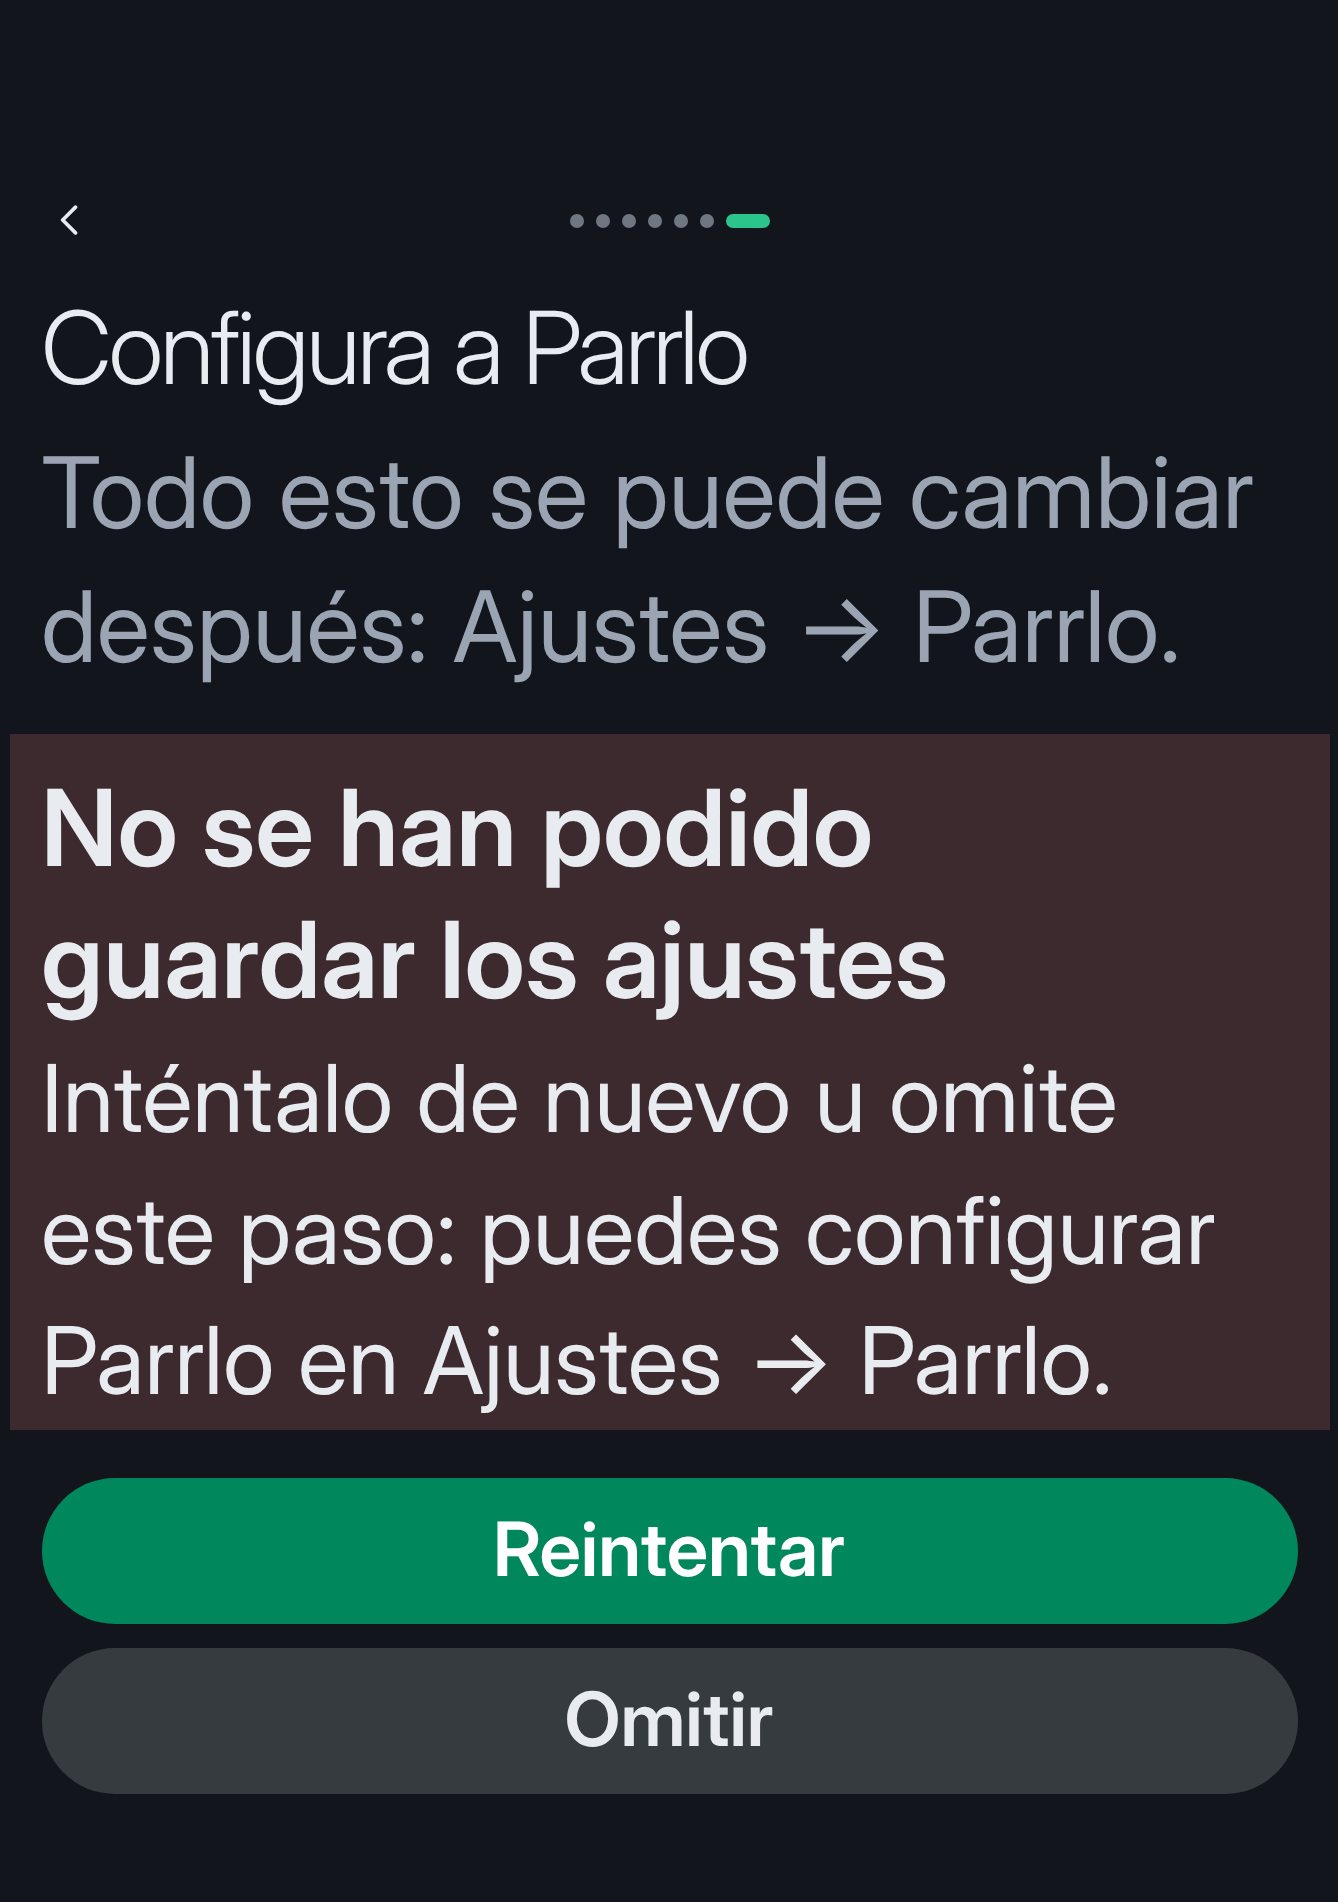 Configura a Parrlo
Todo esto se puede cambiar
después: Ajustes → Parrlo.
No se han podido
guardar los ajustes
Inténtalo de nuevo u omite
este paso: puedes configurar
Parrlo en Ajustes → Parrlo.
Reintentar
Omitir